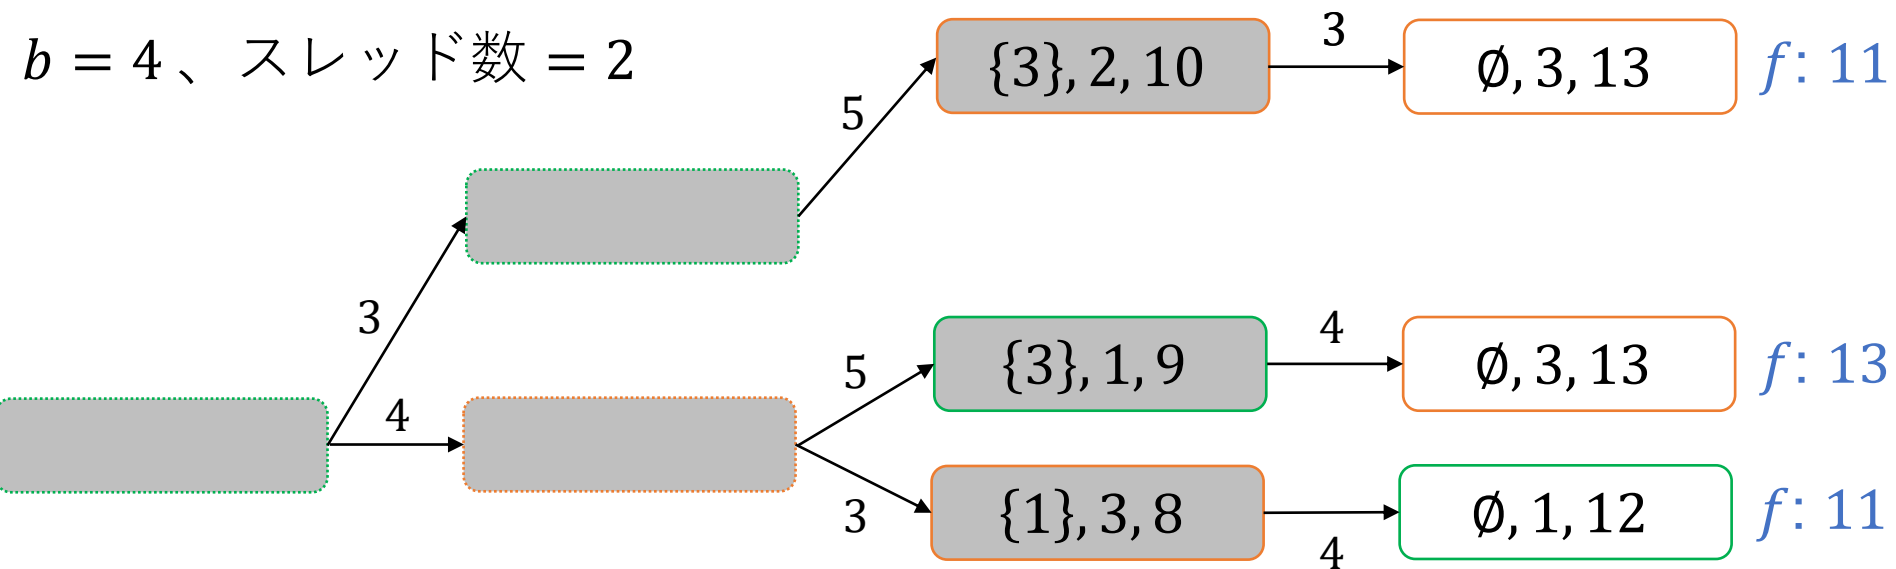 b = 4 、スレッド数 = 2
{3}, 2, 10
3
∅, 3, 13
f: 11
5
3
{3}, 1, 9
4
∅, 3, 13
f: 13
5
4
{1}, 3, 8
4
∅, 1, 12
f: 11
3